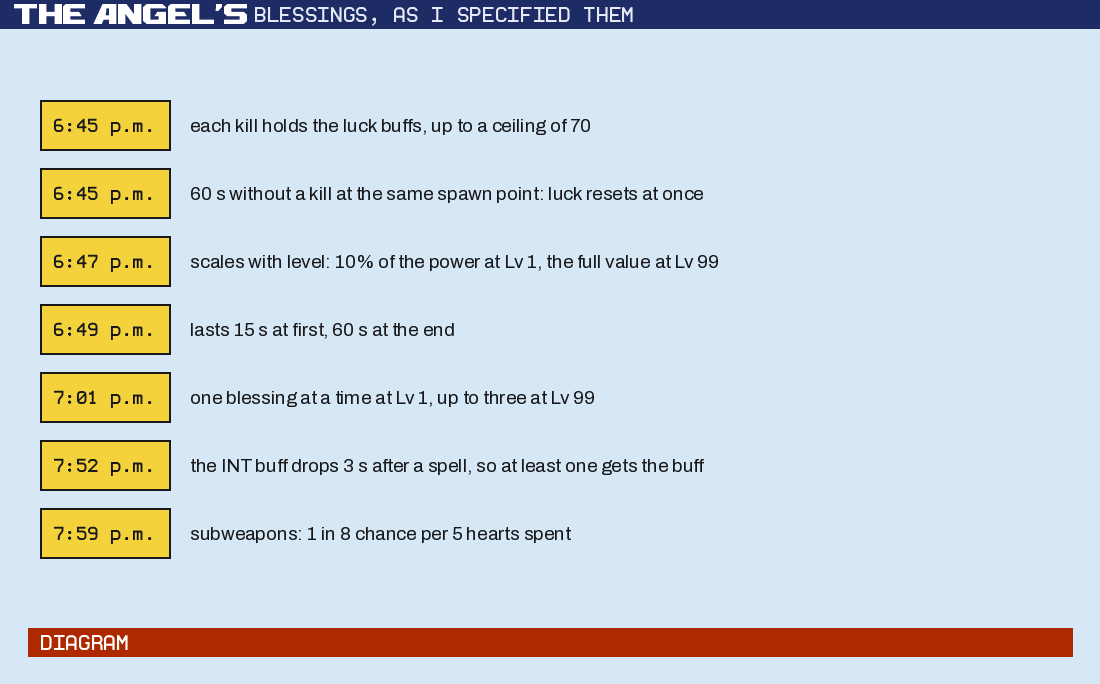 THE ANGEL'S BLESSINGS, AS I SPECIFIED THEM
6:45 p.m. each kill holds the luck buffs, up to a ceiling of 70
6:45 p.m. 60 s without a kill at the same spawn point: luck resets at once
6:47 p.m. scales with level: 10% of the power at Lv 1, the full value at Lv 99
6:49 p.m. lasts 15 s at first, 60 s at the end
7:01 p.m. one blessing at a time at Lv 1, up to three at Lv 99
7:52 p.m. the INT buff drops 3 s after a spell, so at least one gets the buff
7:59 p.m. subweapons: 1 in 8 chance per 5 hearts spent
DIAGRAM